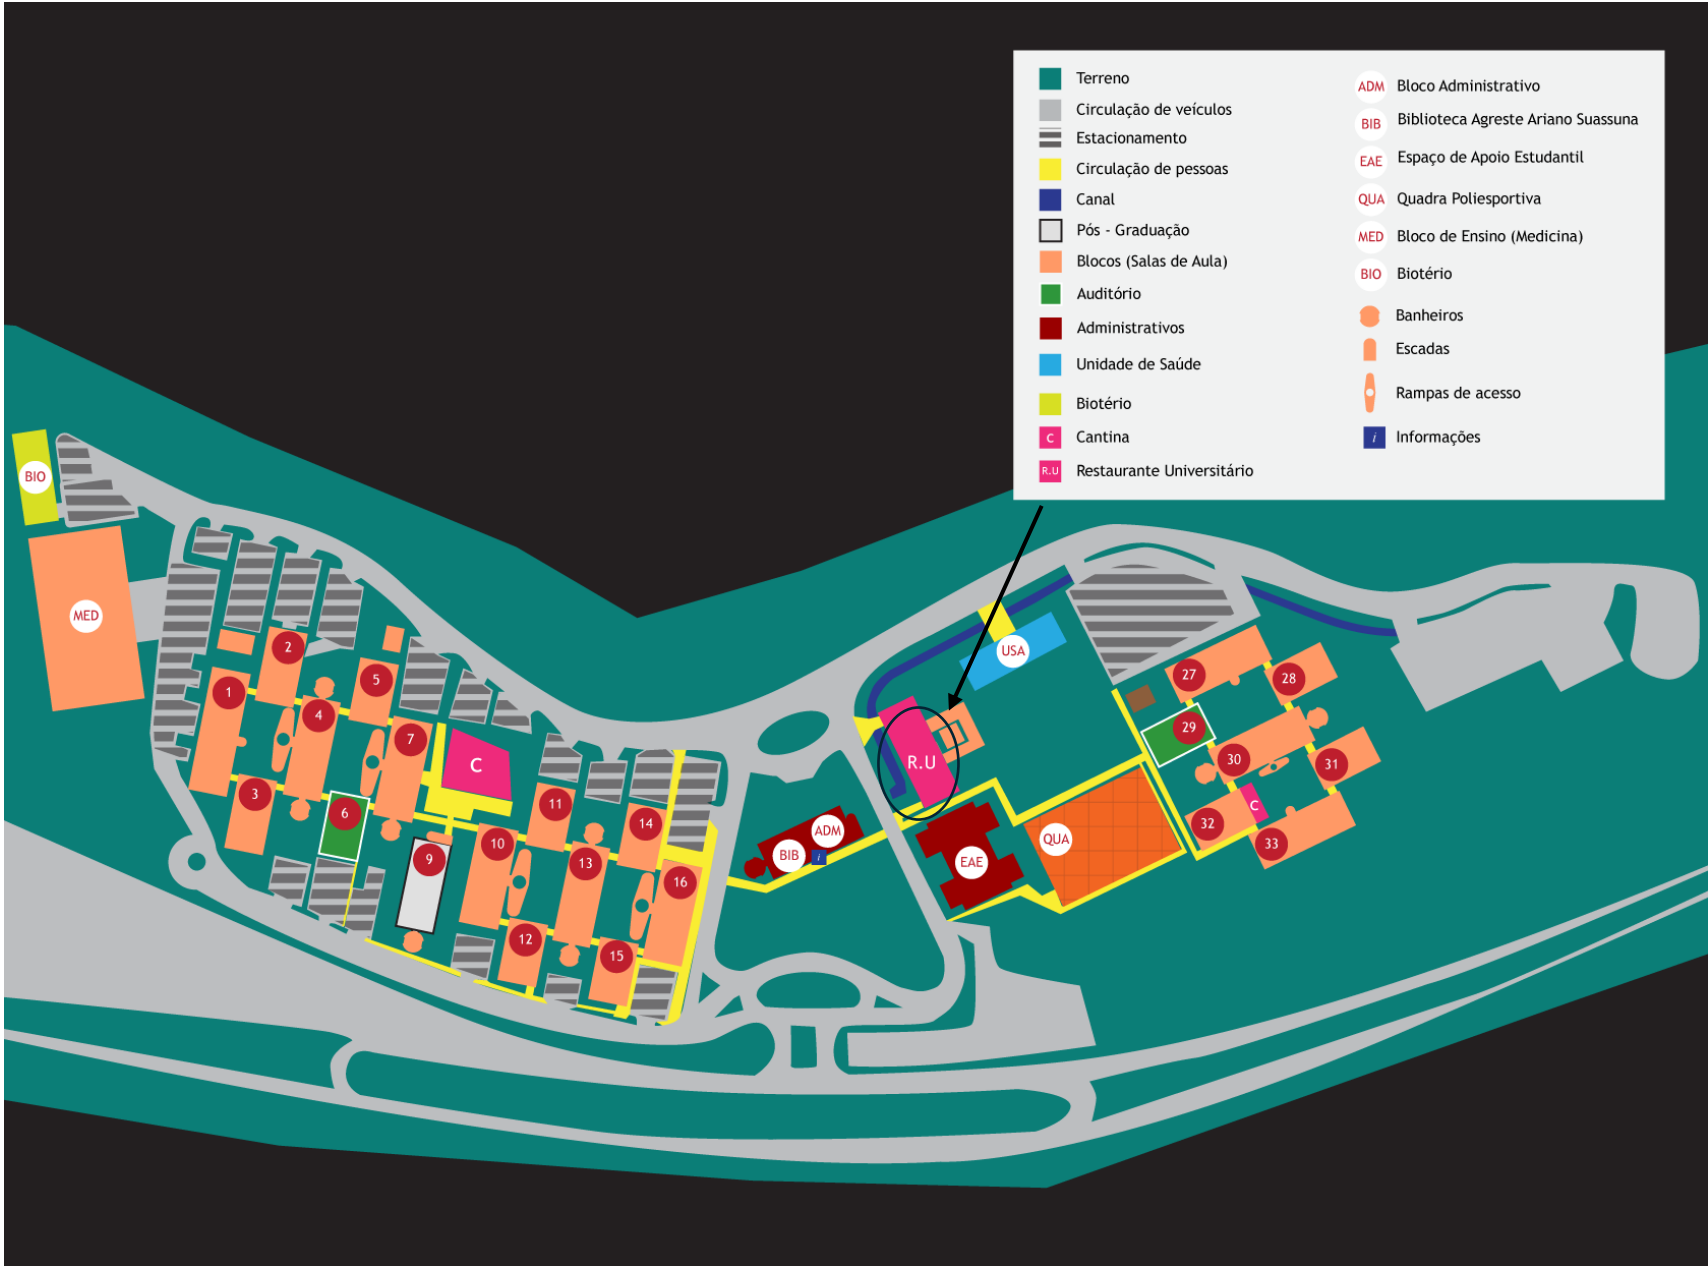 Terreno
Circulação de veículos
Estacionamento
Circulação de pessoas
Canal
Pós - Graduação
Blocos (Salas de Aula)
Auditório
Administrativos
Unidade de Saúde
Biotério
C Cantina
R.U Restaurante Universitário
ADM Bloco Administrativo
BIB Biblioteca Agreste Ariano Suassuna
EAE Espaço de Apoio Estudantil
QUA Quadra Poliesportiva
MED Bloco de Ensino (Medicina)
BIO Biotério
Banheiros
Escadas
Rampas de acesso
i Informações
BIO
MED
1
2
3
4
5
6
7
C
9
10
11
12
13
14
15
16
BIB
ADM
i
R.U
USA
EAE
QUA
27
28
29
30
31
32
C
33